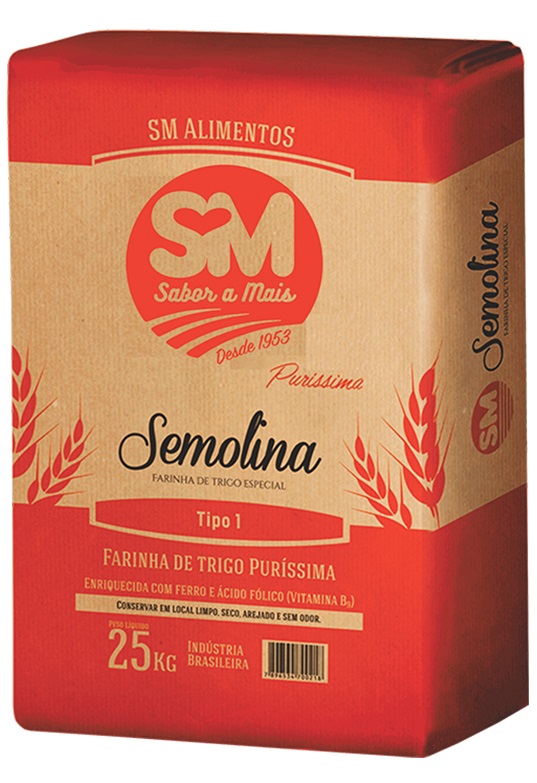 SM ALIMENTOS
SM
Sabor a Mais
Desde 1953
Puríssima
Semolina
FARINHA DE TRIGO ESPECIAL
Tipo 1
FARINHA DE TRIGO PURÍSSIMA
ENRIQUECIDA COM FERRO E ÁCIDO FÓLICO (VITAMINA B₉)
CONSERVAR EM LOCAL LIMPO, SECO, AREJADO E SEM ODOR.
PESO LÍQUIDO
25KG
INDÚSTRIA
BRASILEIRA
7896534700218
SM
Semolina
FARINHA DE TRIGO ESPECIAL